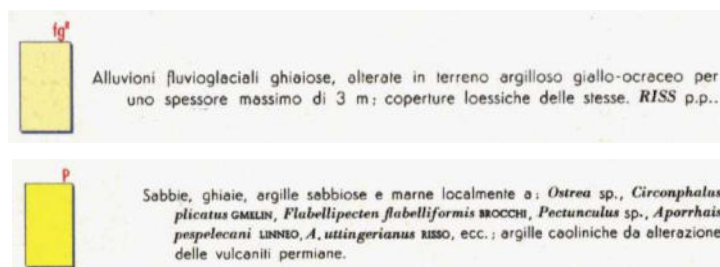 fgR
Alluvioni fluvioglaciali ghiaiose, alterate in terreno argilloso giallo-ocraceo per
uno spessore massimo di 3 m; coperture loessiche delle stesse. RISS p.p..
p
Sabbie, ghiaie, argille sabbiose e marne localmente a: Ostrea sp., Circonphalus
plicatus GMELIN, Flabellipecten flabelliformis BROCCHI, Pectunculus sp., Aporrhais
pespelecani LINNEO, A. uttingerianus RISSO, ecc.; argille caoliniche da alterazione
delle vulcaniti permiane.